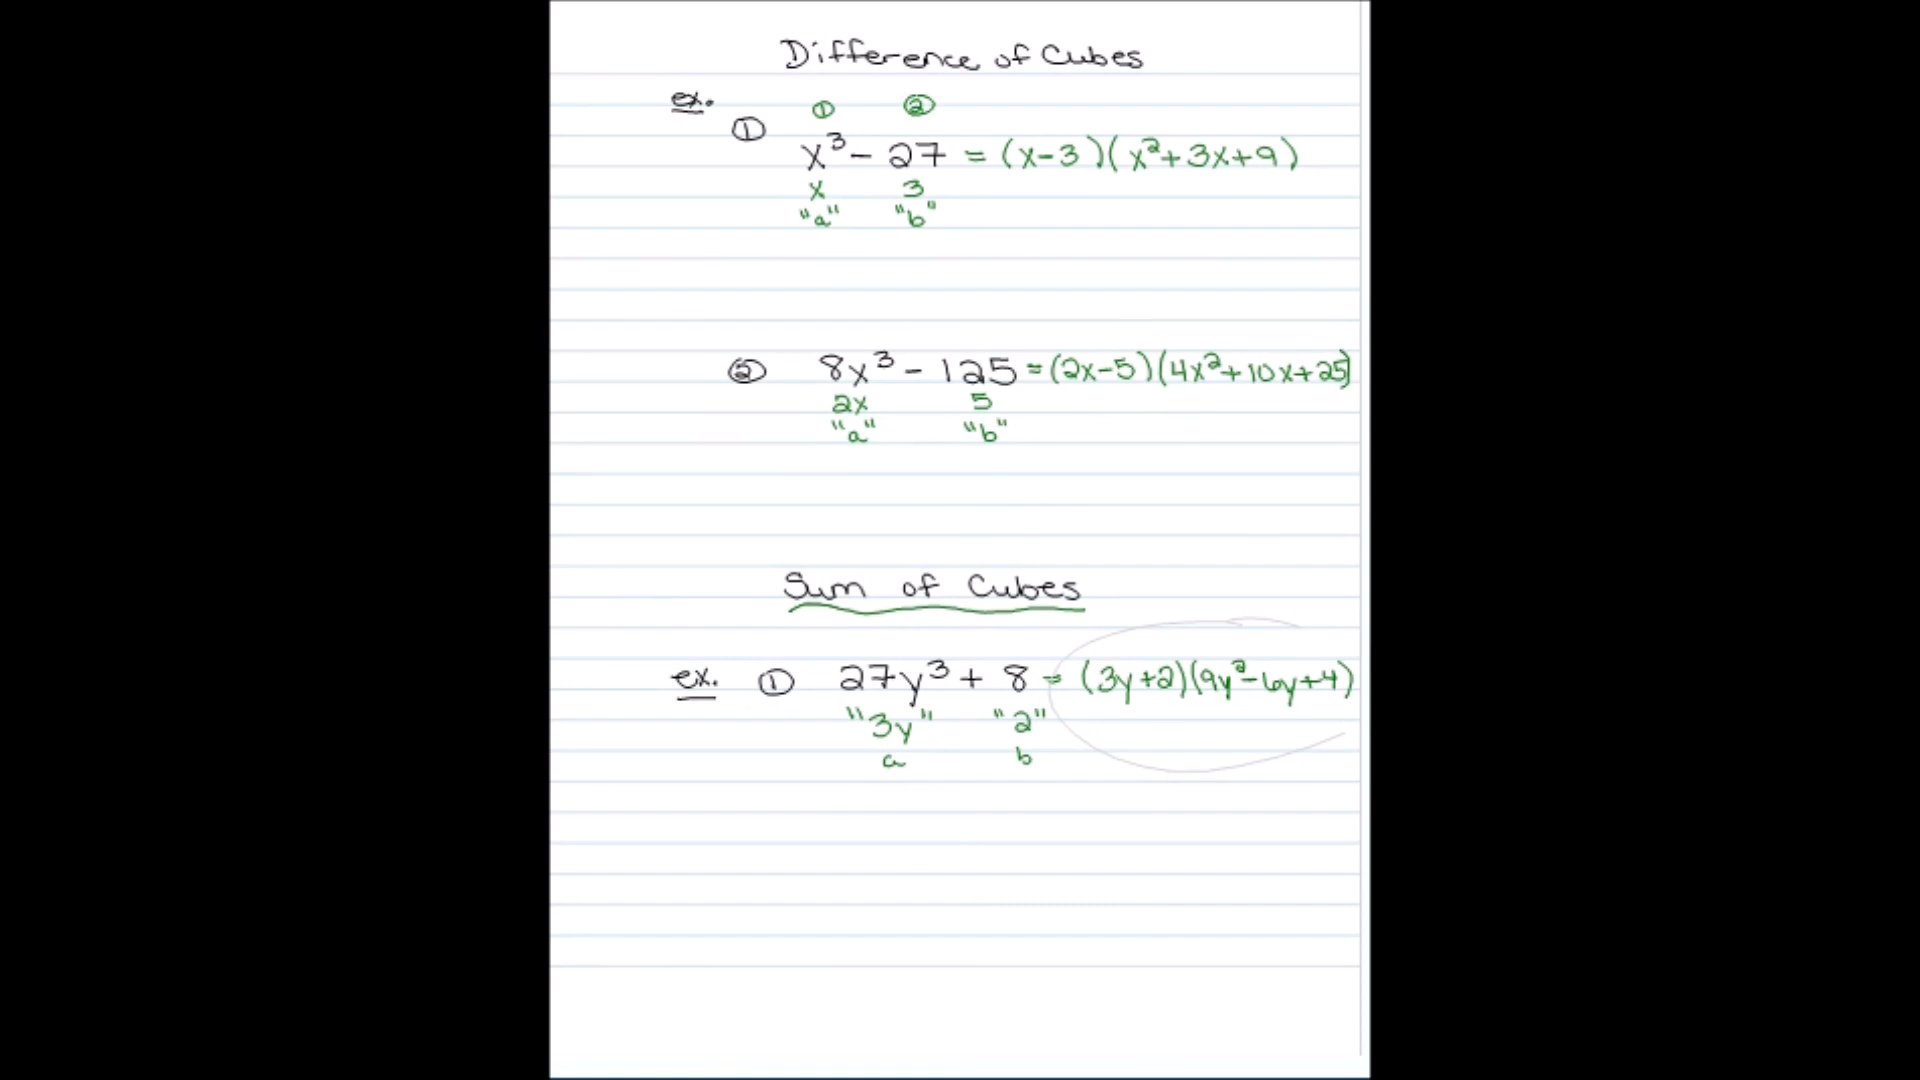 Difference of Cubes
ex.
① ②
① x³ - 27 = (x-3)(x²+3x+9)
x 3
"a" "b"
② 8x³ - 125 = (2x-5)(4x²+10x+25)
2x 5
"a" "b"
Sum of Cubes
ex. ① 27y³ + 8 = (3y+2)(9y²-6y+4)
"3y" "2"
a b